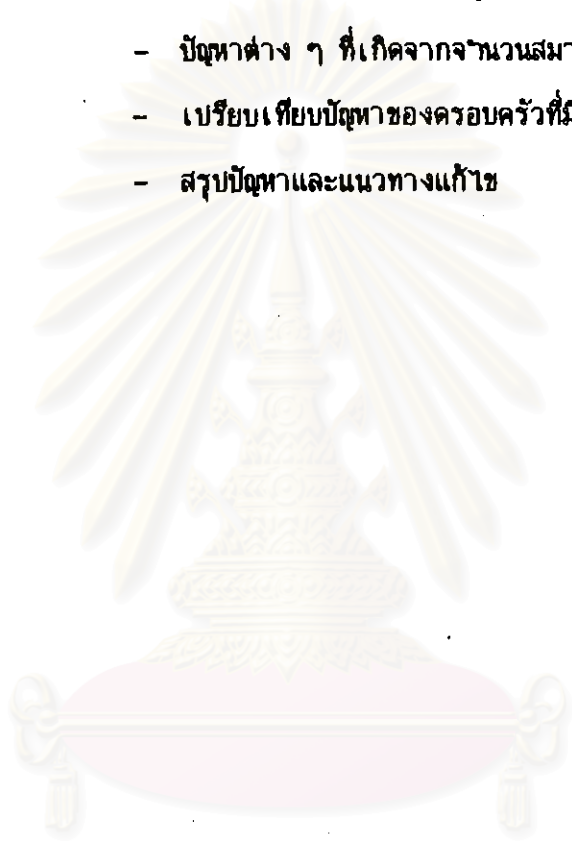 - ปัญหาต่าง ๆ ที่เกิดจากจำนวนสมา
- เปรียบเทียบปัญหาของครอบครัวที่มี
- สรุปปัญหาและแนวทางแก้ไข